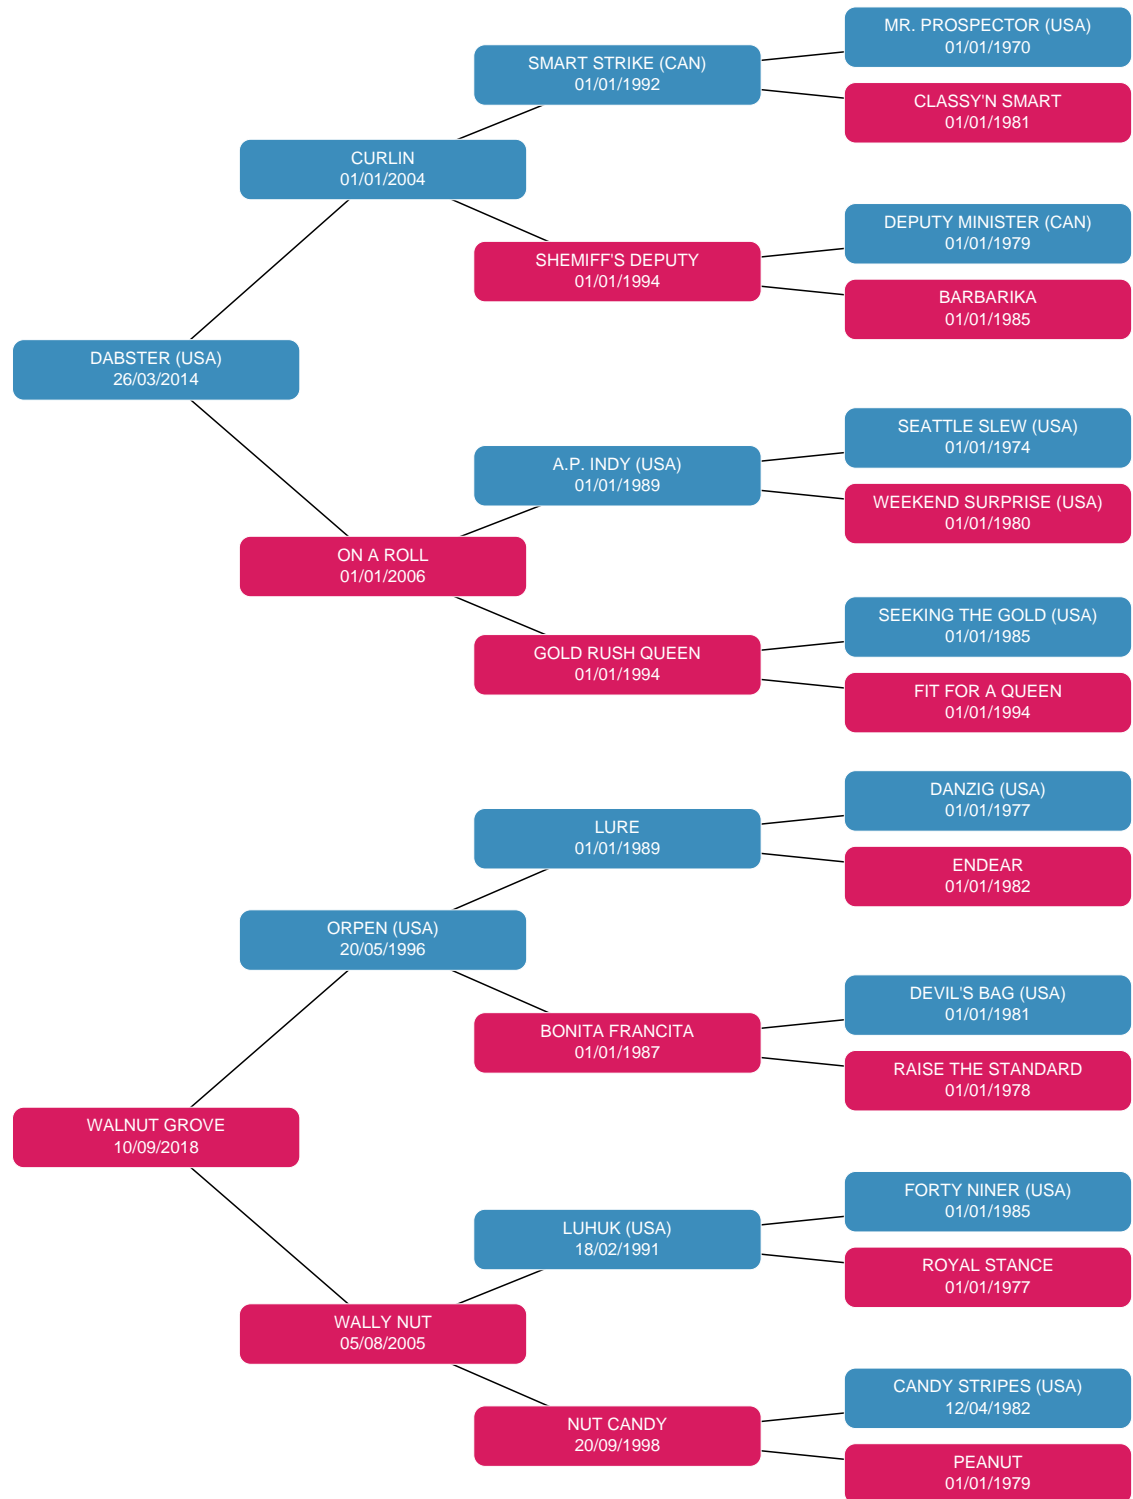 MR. PROSPECTOR (USA)
01/01/1970
SMART STRIKE (CAN)
01/01/1992
CLASSY'N SMART
01/01/1981
CURLIN
01/01/2004
DEPUTY MINISTER (CAN)
01/01/1979
SHEMIFF'S DEPUTY
01/01/1994
BARBARIKA
01/01/1985
DABSTER (USA)
26/03/2014
SEATTLE SLEW (USA)
01/01/1974
A.P. INDY (USA)
01/01/1989
WEEKEND SURPRISE (USA)
01/01/1980
ON A ROLL
01/01/2006
SEEKING THE GOLD (USA)
01/01/1985
GOLD RUSH QUEEN
01/01/1994
FIT FOR A QUEEN
01/01/1994
DANZIG (USA)
01/01/1977
LURE
01/01/1989
ENDEAR
01/01/1982
ORPEN (USA)
20/05/1996
DEVIL'S BAG (USA)
01/01/1981
BONITA FRANCITA
01/01/1987
RAISE THE STANDARD
01/01/1978
WALNUT GROVE
10/09/2018
FORTY NINER (USA)
01/01/1985
LUHUK (USA)
18/02/1991
ROYAL STANCE
01/01/1977
WALLY NUT
05/08/2005
CANDY STRIPES (USA)
12/04/1982
NUT CANDY
20/09/1998
PEANUT
01/01/1979